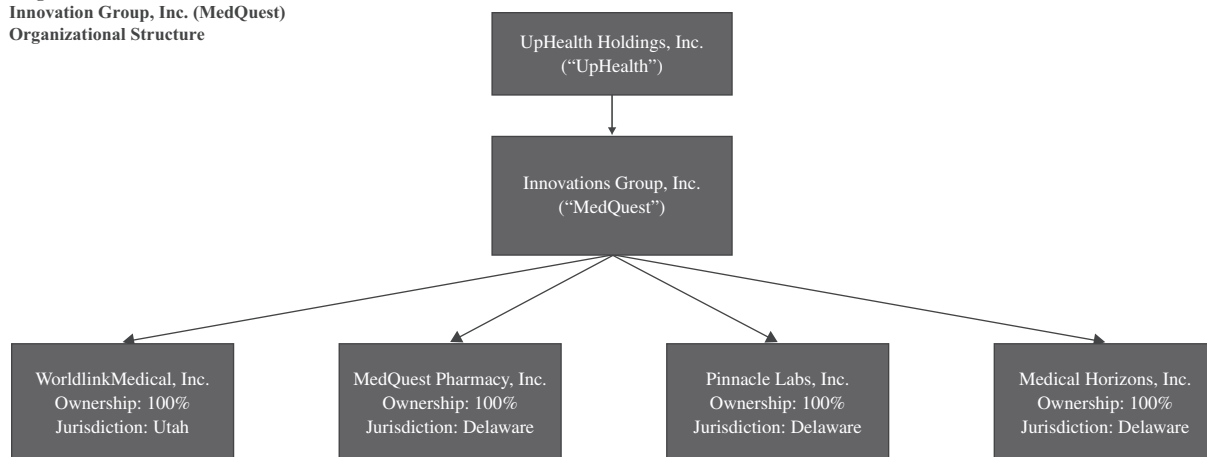 Innovation Group, Inc. (MedQuest)
Organizational Structure
UpHealth Holdings, Inc.
(“UpHealth”)
Innovations Group, Inc.
(“MedQuest”)
WorldlinkMedical, Inc.
Ownership: 100%
Jurisdiction: Utah
MedQuest Pharmacy, Inc.
Ownership: 100%
Jurisdiction: Delaware
Pinnacle Labs, Inc.
Ownership: 100%
Jurisdiction: Delaware
Medical Horizons, Inc.
Ownership: 100%
Jurisdiction: Delaware